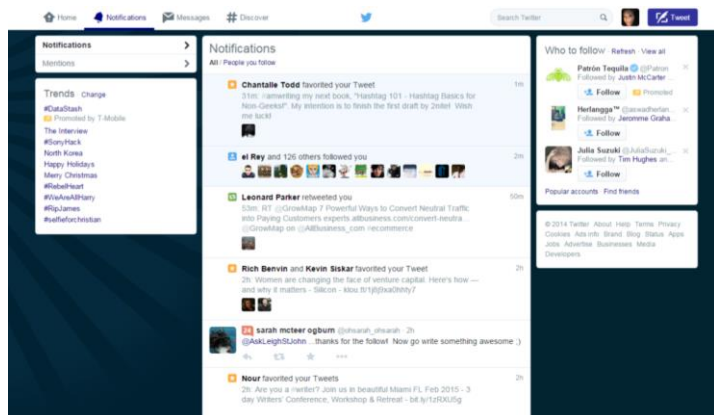 Home Notifications Messages Discover Search Twitter Tweet
Notifications
Mentions
Trends Change
#DataStash
Promoted by T-Mobile
The Interview
#SonyHack
North Korea
Happy Holidays
Merry Christmas
#RebelHeart
#WeAreAllHarry
#RipJames
#selfieforchristian
Notifications
All / People you follow
Chantalle Todd favorited your Tweet 1m
31m: #amwriting my next book, "Hashtag 101 - Hashtag Basics for
Non-Geeks!". My intention is to finish the first draft by 2nite! Wish
me luck!
el Rey and 126 others followed you 2m
Leonard Parker retweeted you 50m
53m: RT @GrowMap 7 Powerful Ways to Convert Neutral Traffic
into Paying Customers experts.allbusiness.com/convert-neutra...
@GrowMap on @AllBusiness_com #ecommerce
Rich Benvin and Kevin Siskar favorited your Tweet 2h
2h: Women are changing the face of venture capital. Here's how —
and why it matters - Silicon -
sarah mcteer ogburn @ohsarah_ohsarah · 2h
@AskLeighStJohn ...thanks for the follow! Now go write something awesome ;)
Nour favorited your Tweets 2h
2h: Are you a #writer? Join us in beautiful Miami FL Feb 2015 - 3
day Writers' Conference, Workshop & Retreat - bit.ly/1zRXU5g
Who to follow Refresh · View all
Patrón Tequila @Patron
Followed by Justin McCarter ...
Follow Promoted
Herlangga™ @aswadherlan...
Followed by Jeromme Graha...
Follow
Julia Suzuki @JuliaSuzuki_...
Followed by Tim Hughes an...
Follow
Popular accounts · Find friends
© 2014 Twitter About Help Terms Privacy
Cookies Ads info Brand Blog Status Apps
Jobs Advertise Businesses Media
Developers